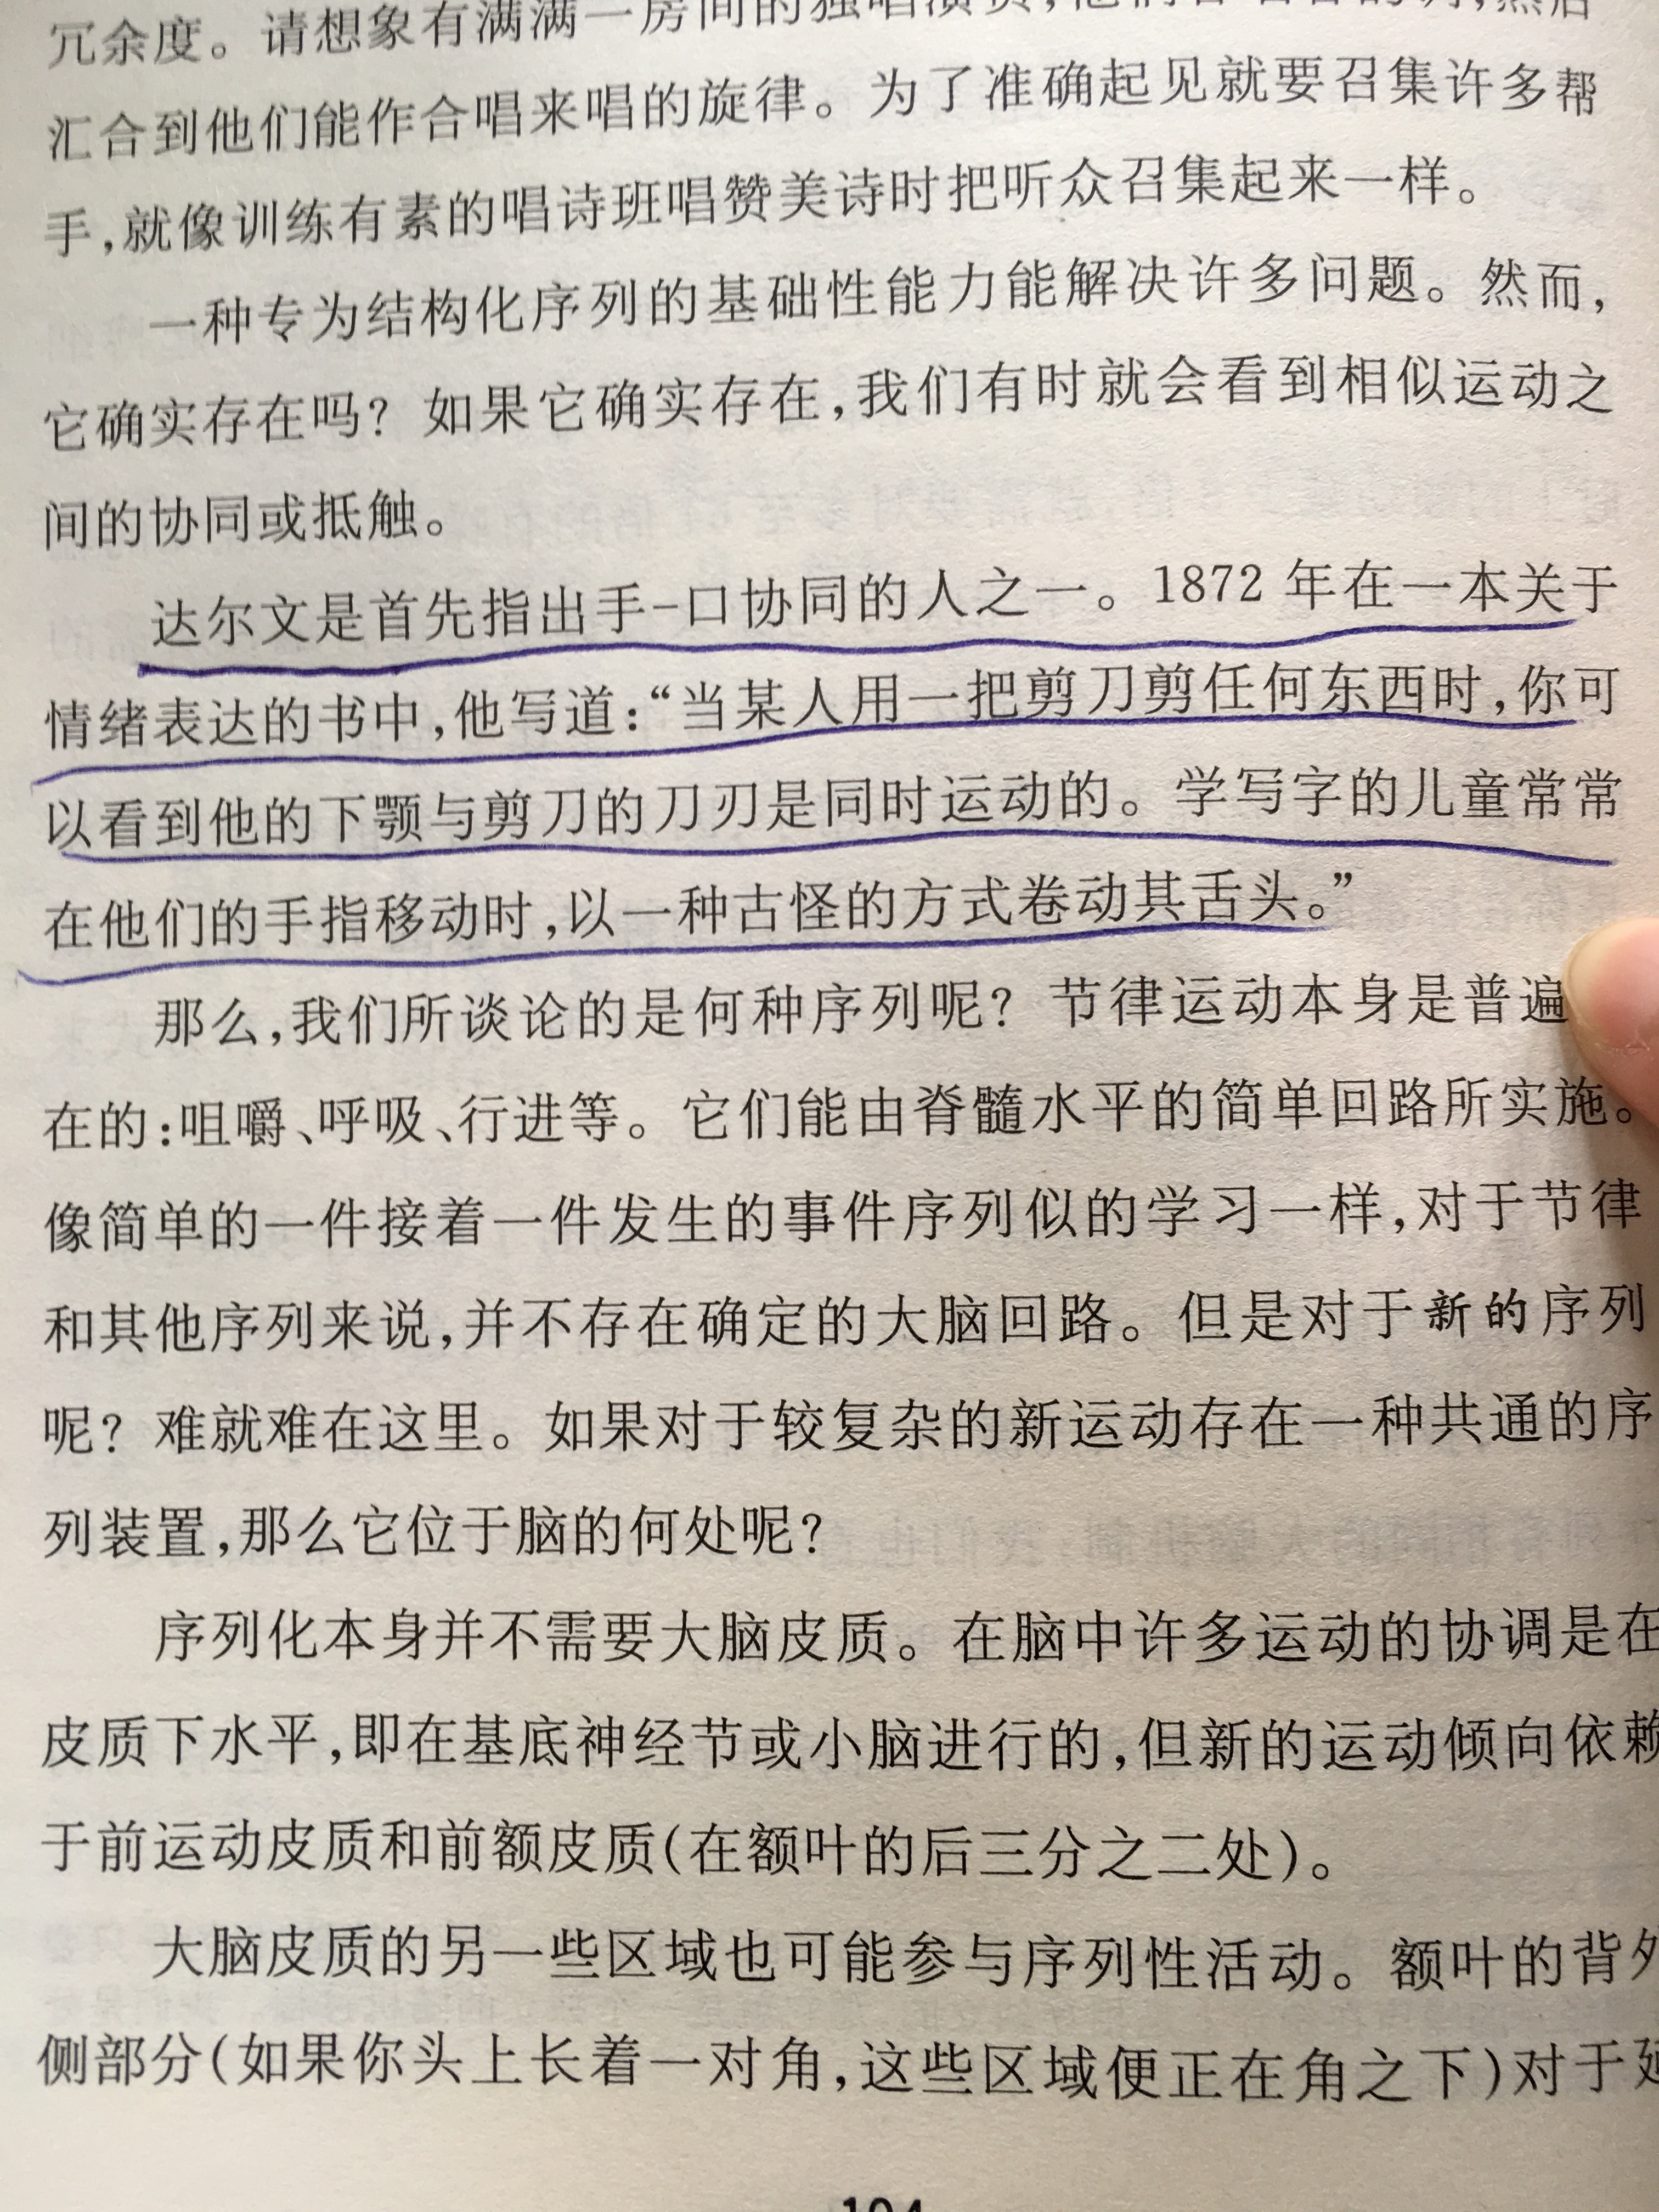 冗余度。请想象有满满一房间的独唱演员,他们
汇合到他们能作合唱来唱的旋律。为了准确起见就要召集许多帮
手,就像训练有素的唱诗班唱赞美诗时把听众召集起来一样。
一种专为结构化序列的基础性能力能解决许多问题。然而,
它确实存在吗?如果它确实存在,我们有时就会看到相似运动之
间的协同或抵触。
达尔文是首先指出手-口协同的人之一。1872 年在一本关于
情绪表达的书中,他写道:“当某人用一把剪刀剪任何东西时,你可
以看到他的下颚与剪刀的刀刃是同时运动的。学写字的儿童常常
在他们的手指移动时,以一种古怪的方式卷动其舌头。”
那么,我们所谈论的是何种序列呢?节律运动本身是普遍
在的:咀嚼、呼吸、行进等。它们能由脊髓水平的简单回路所实施。
像简单的一件接着一件发生的事件序列似的学习一样,对于节律
和其他序列来说,并不存在确定的大脑回路。但是对于新的序列
呢?难就难在这里。如果对于较复杂的新运动存在一种共通的序
列装置,那么它位于脑的何处呢?
序列化本身并不需要大脑皮质。在脑中许多运动的协调是在
皮质下水平,即在基底神经节或小脑进行的,但新的运动倾向依赖
于前运动皮质和前额皮质(在额叶的后三分之二处)。
大脑皮质的另一些区域也可能参与序列性活动。额叶的背外
侧部分(如果你头上长着一对角,这些区域便正在角之下)对于